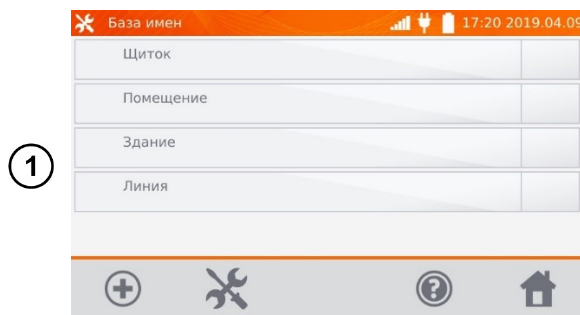 База имен 17:20 2019.04.09
Щиток
Помещение
Здание
1
Линия
?